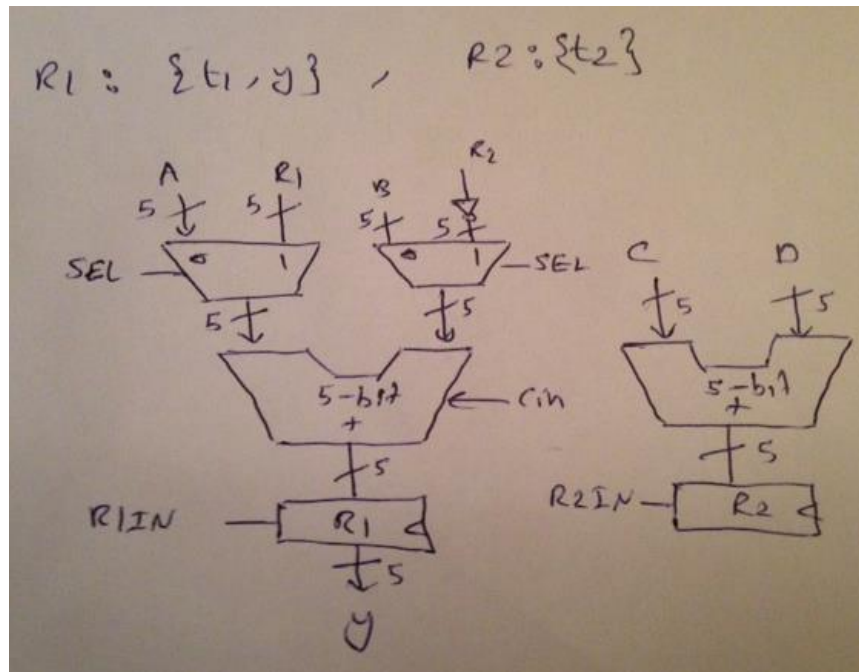 R1 : {t1, y} , R2 : {t2}
A R1 B R2
5 5 5 5
SEL 0 1 0 1 SEL C D
5 5 5 5
5-bit + Cin 5-bit +
5 5
R1IN R1 R2IN R2
5
y